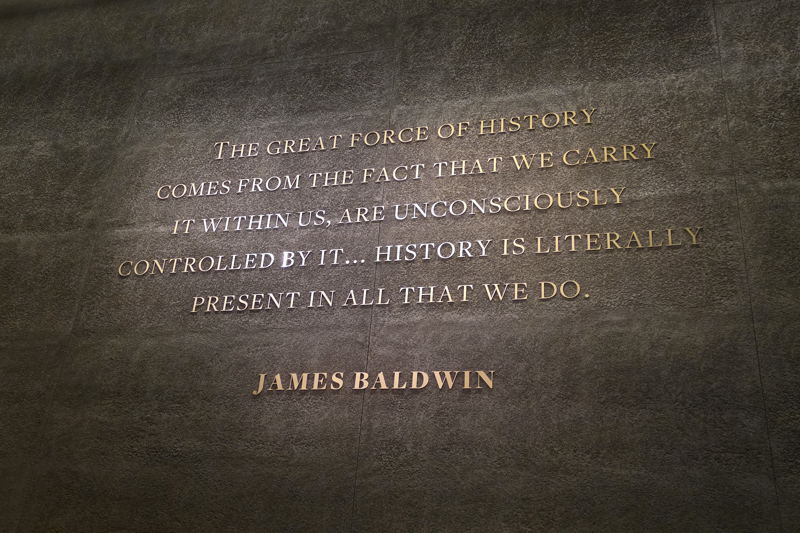 THE GREAT FORCE OF HISTORY
COMES FROM THE FACT THAT WE CARRY
IT WITHIN US, ARE UNCONSCIOUSLY
CONTROLLED BY IT... HISTORY IS LITERALLY
PRESENT IN ALL THAT WE DO.
JAMES BALDWIN